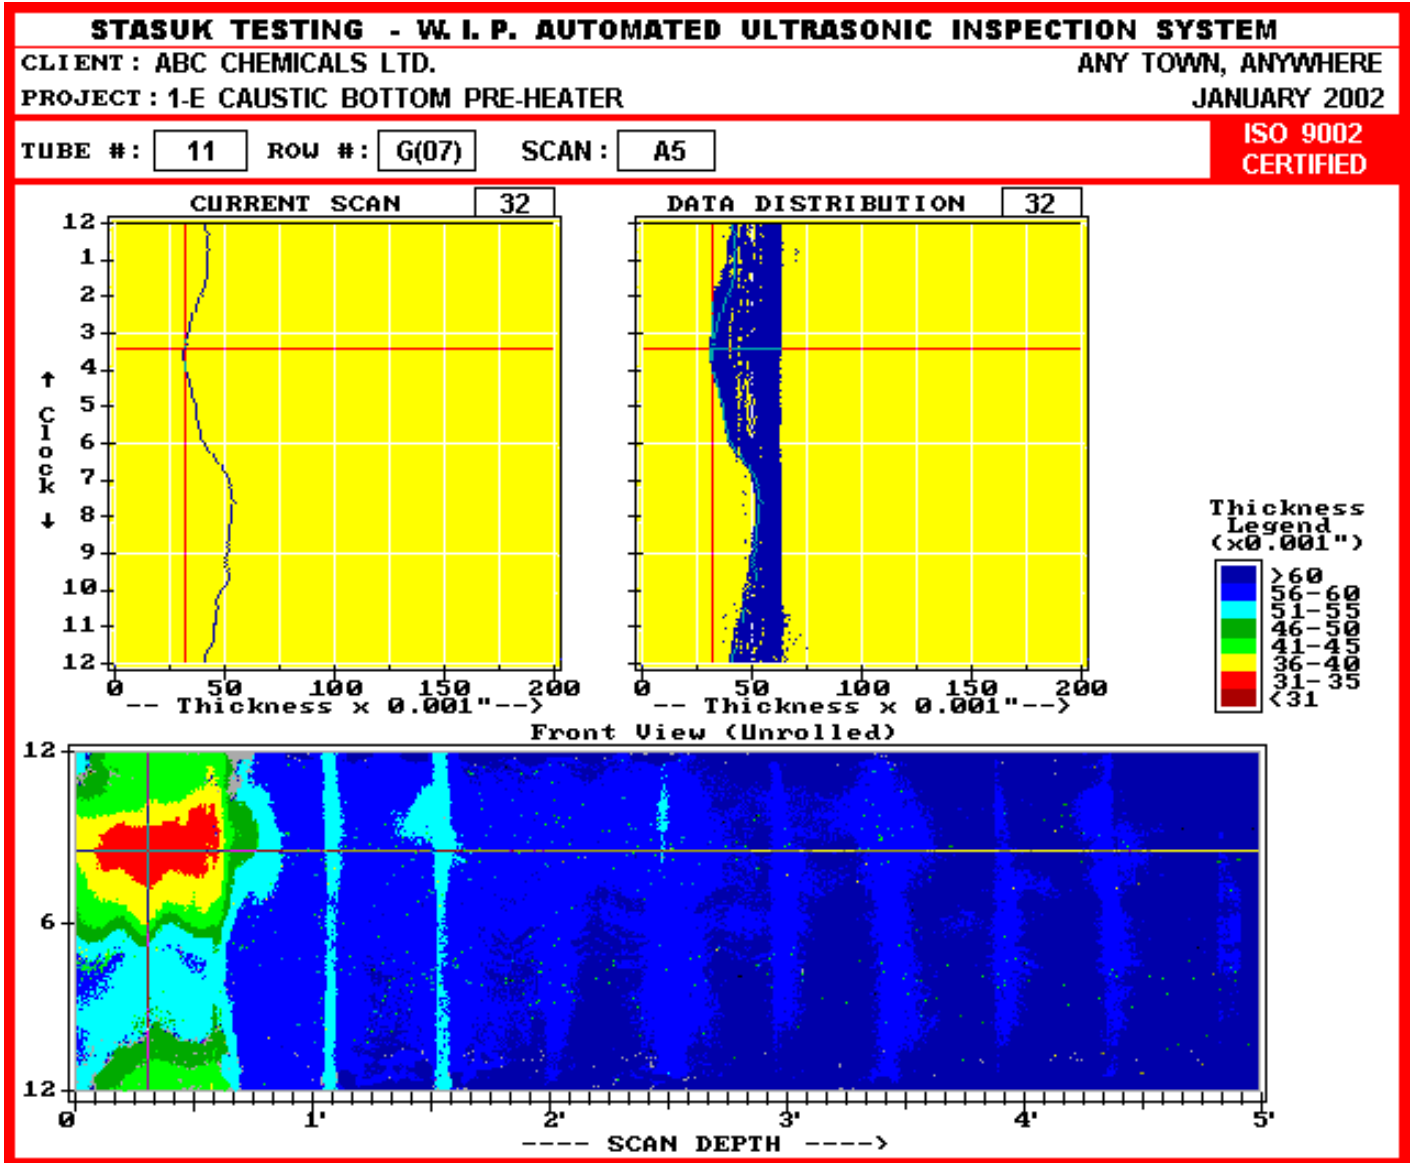 STASUK TESTING - W. I. P. AUTOMATED ULTRASONIC INSPECTION SYSTEM
CLIENT: ABC CHEMICALS LTD. ANY TOWN, ANYWHERE
PROJECT: 1-E CAUSTIC BOTTOM PRE-HEATER JANUARY 2002
TUBE #: 11 ROW #: G(07) SCAN: A5
ISO 9002
CERTIFIED
CURRENT SCAN 32
12
1
2
3
4
5
6
7
8
9
10
11
12
↑ Clock ↓
0 50 100 150 200
-- Thickness x 0.001"-->
DATA DISTRIBUTION 32
0 50 100 150 200
-- Thickness x 0.001"-->
Thickness
Legend
(x0.001")
>60
56-60
51-55
46-50
41-45
36-40
31-35
<31
Front View (Unrolled)
12
6
12
0 1' 2' 3' 4' 5'
---- SCAN DEPTH ---->